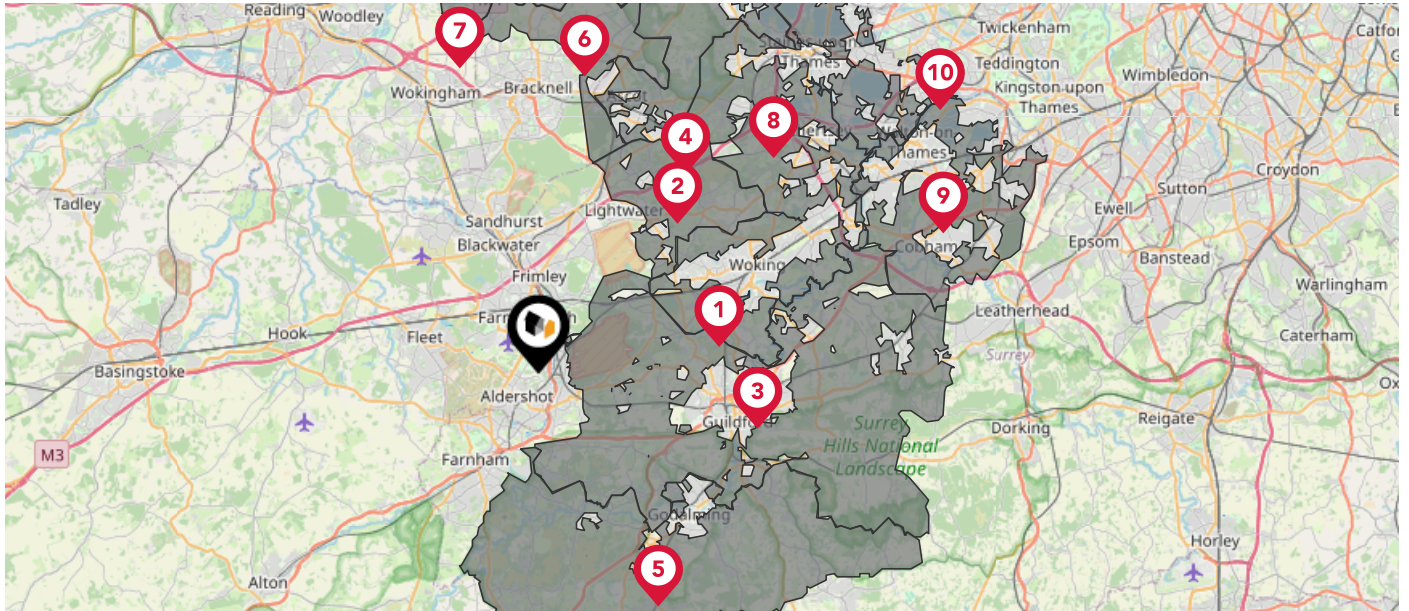 Reading
Woodley
Twickenham
7
6
Thames
Teddington
10
Wimbledon
Wokingham
Bracknell
Kingston upon
Thames
8
4
Thames
Croydon
2
9
Sutton
Tadley
Lightwater
Ewell
Sandhurst
Blackwater
Cobham
Epsom
Banstead
Woking
Frimley
Warlingham
1
Leatherhead
Hook
Fleet
Caterham
Surrey
Basingstoke
3
Aldershot
Guildford
Surrey
Hills National
Landscape
Reigate
Dorking
M3
Farnham
Godalming
Horley
5
Alton